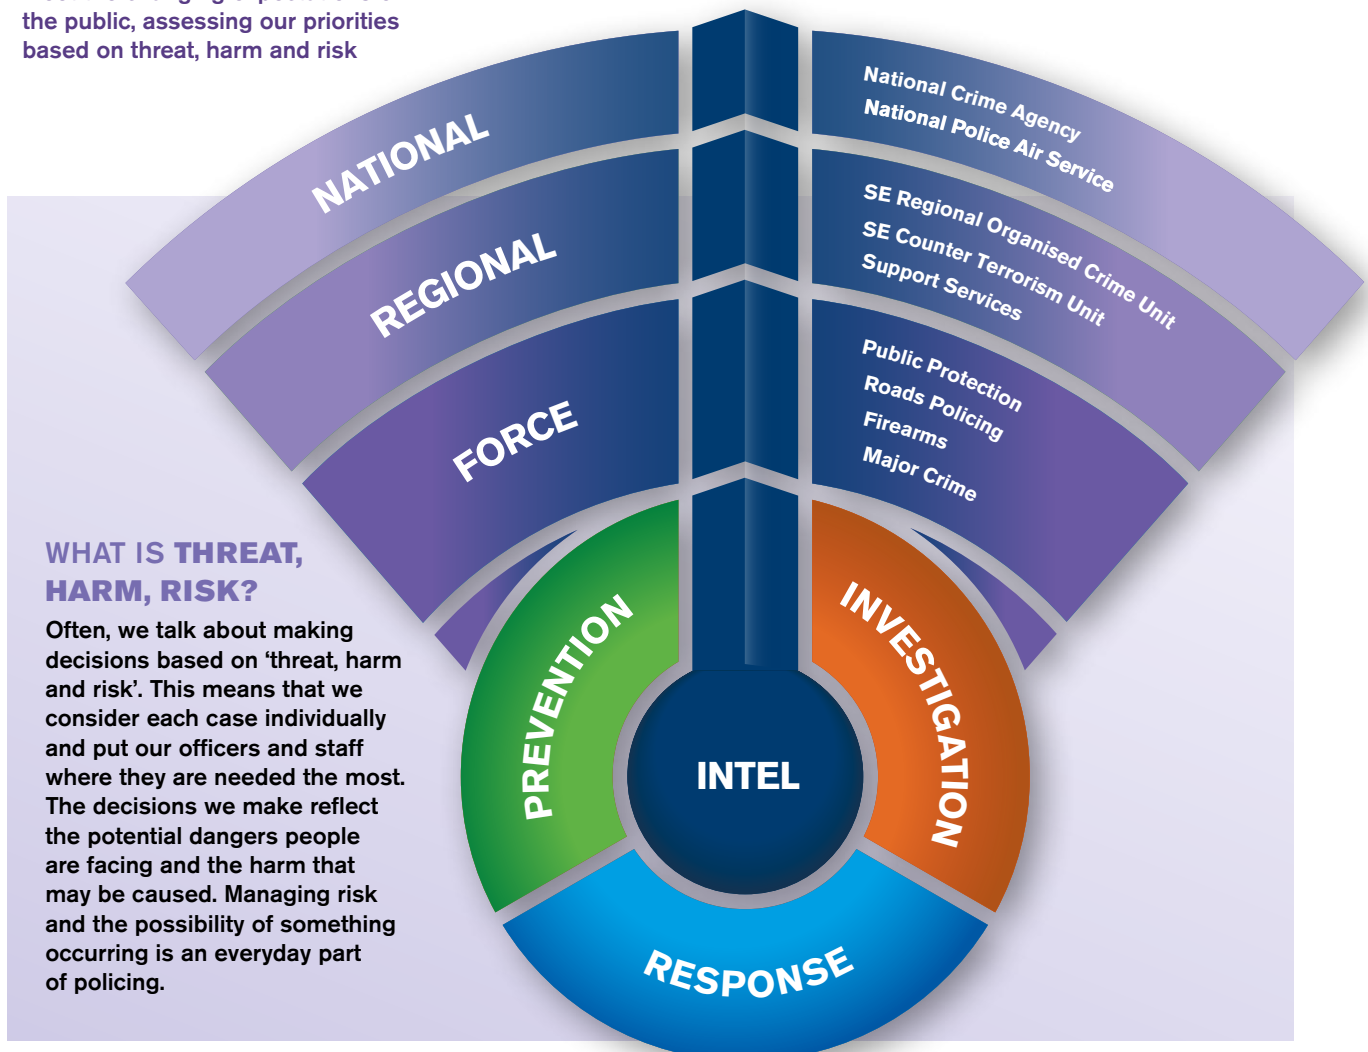 the public, assessing our priorities
based on threat, harm and risk
NATIONAL
National Crime Agency
National Police Air Service
REGIONAL
SE Regional Organised Crime Unit
SE Counter Terrorism Unit
Support Services
FORCE
Public Protection
Roads Policing
Firearms
Major Crime
WHAT IS THREAT,
HARM, RISK?
Often, we talk about making
decisions based on ‘threat, harm
and risk’. This means that we
consider each case individually
and put our officers and staff
where they are needed the most.
The decisions we make reflect
the potential dangers people
are facing and the harm that
may be caused. Managing risk
and the possibility of something
occurring is an everyday part
of policing.
PREVENTION
INVESTIGATION
INTEL
RESPONSE